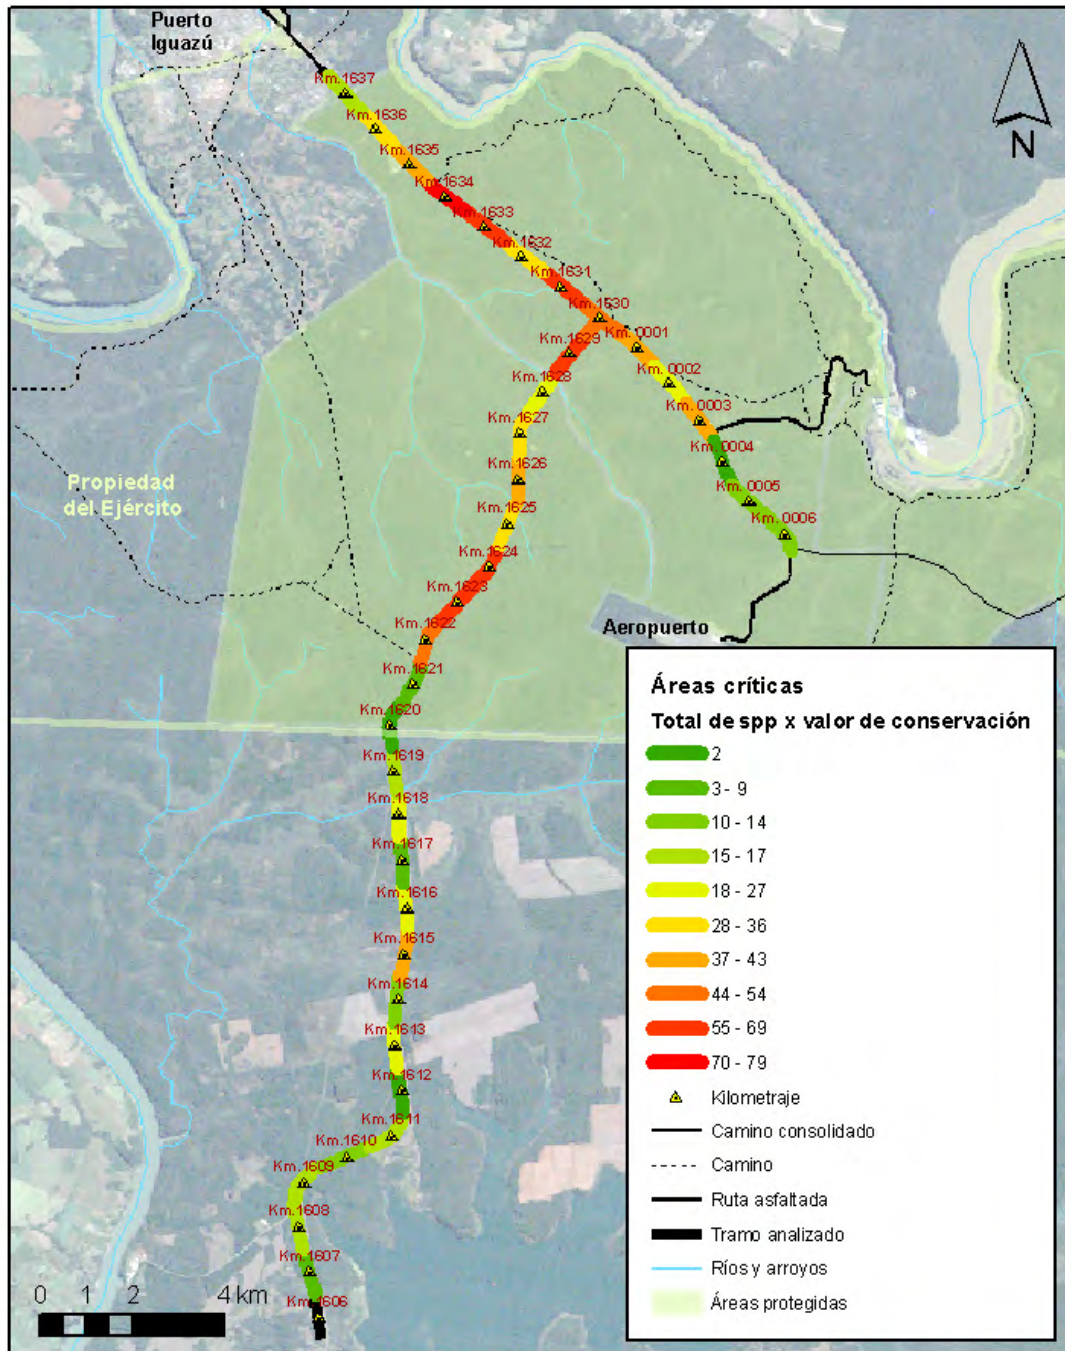 Puerto
Iguazú
Km.1637
Km.1636
Km.1635
Km.1634
Km.1633
Km.1632
Km.1631
Km.1630
Km. 0001
Km.1629
Km. 0002
Km.1628
Km. 0003
Km.1627
Km. 0004
Km.1626
Km. 0005
Propiedad
del Ejército
Km.1625
Km. 0006
Km.1624
Km.1623
Km.1622
Aeropuerto
Km.1621
Km.1620
Km.1619
Km.1618
Km.1617
Km.1616
Km.1615
Km.1614
Km.1613
Km.1612
Km.1611
Km.1610
Km.1609
Km.1608
Km.1607
Km.1606
N
0 1 2 4 km
Áreas críticas
Total de spp x valor de conservación
2
3 - 9
10 - 14
15 - 17
18 - 27
28 - 36
37 - 43
44 - 54
55 - 69
70 - 79
Kilometraje
Camino consolidado
Camino
Ruta asfaltada
Tramo analizado
Ríos y arroyos
Áreas protegidas